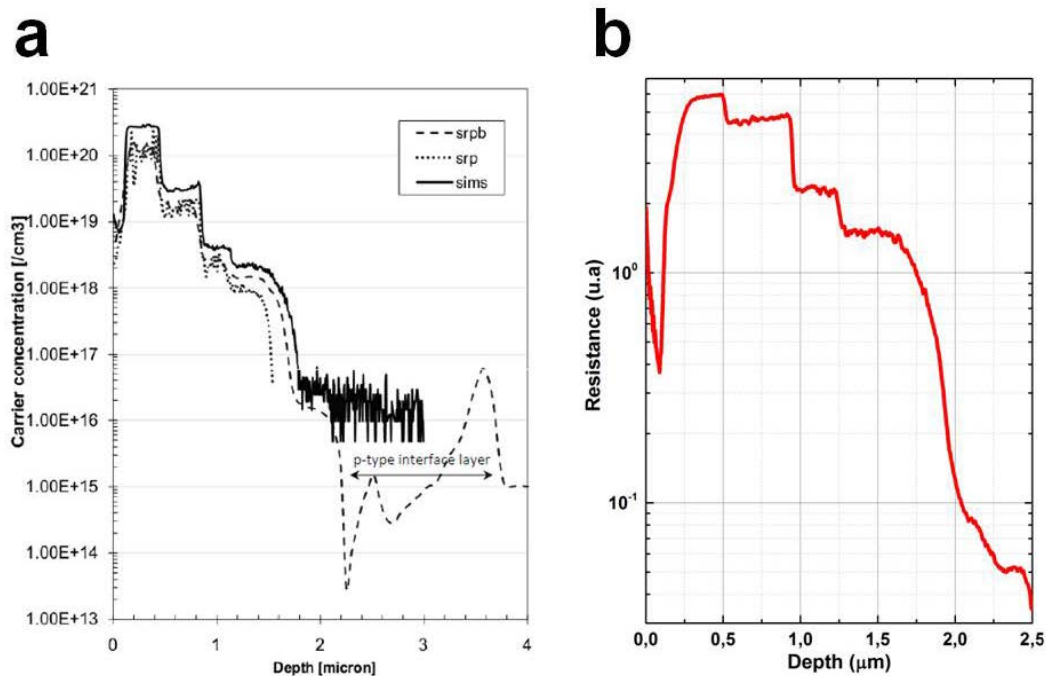 a
1.00E+21
1.00E+20
1.00E+19
1.00E+18
1.00E+17
1.00E+16
1.00E+15
1.00E+14
1.00E+13
Carrier concentration [/cm3]
srpb
srp
sims
p-type interface layer
0
1
2
3
4
Depth [micron]
b
Resistance (u.a)
10⁰
10⁻¹
0,0
0,5
1,0
1,5
2,0
2,5
Depth (μm)